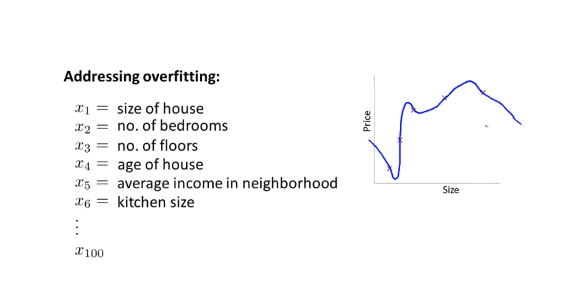 Addressing overfitting:
x₁ = size of house
x₂ = no. of bedrooms
x₃ = no. of floors
x₄ = age of house
x₅ = average income in neighborhood
x₆ = kitchen size
⋮
x₁₀₀
Price
Size